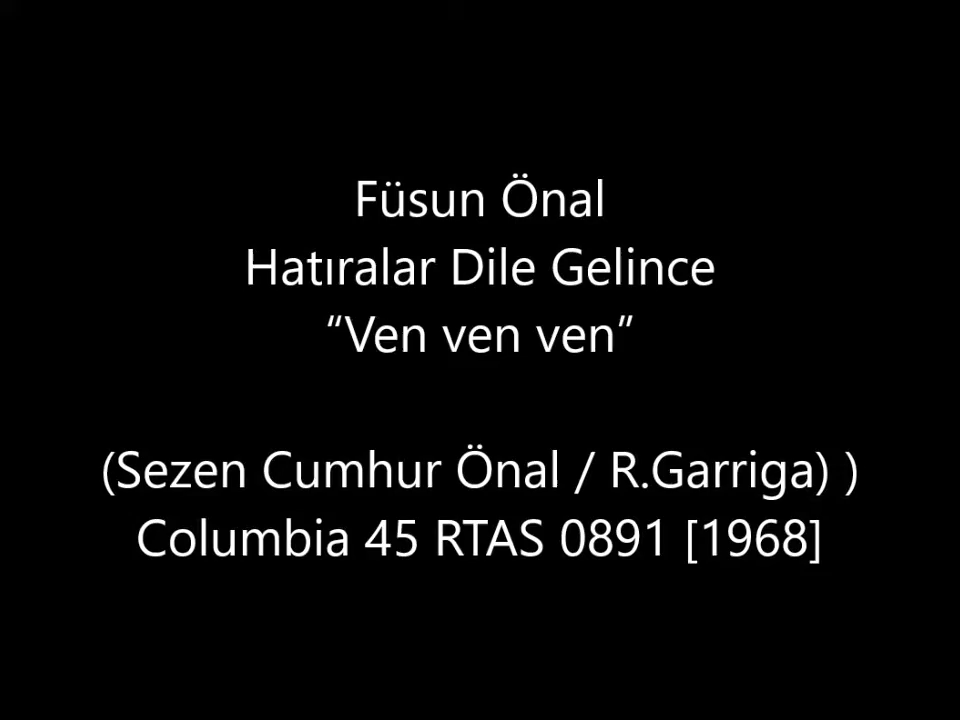 Füsun Önal
Hatıralar Dile Gelince
“Ven ven ven”
(Sezen Cumhur Önal / R.Garriga) )
Columbia 45 RTAS 0891 [1968]